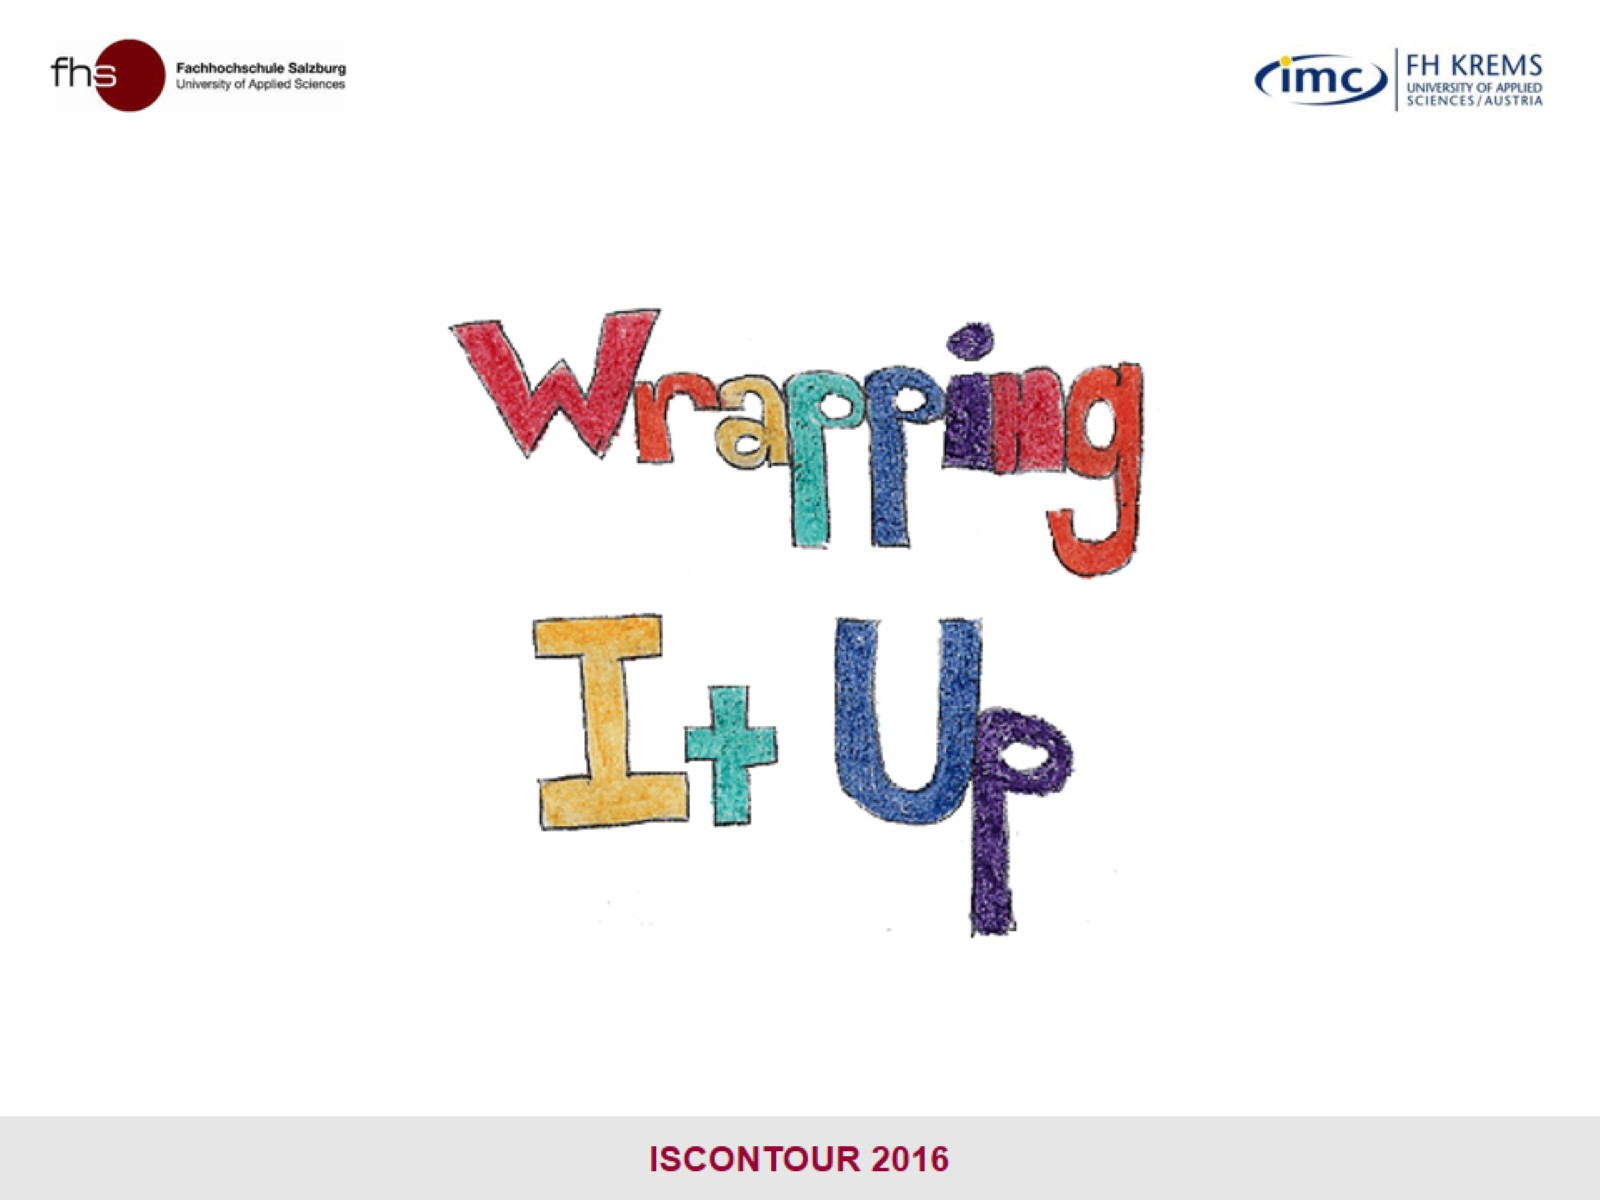 fhs
Fachhochschule Salzburg
University of Applied Sciences
imc
FH KREMS
UNIVERSITY OF APPLIED
SCIENCES/AUSTRIA
Wrapping
It Up
ISCONTOUR 2016